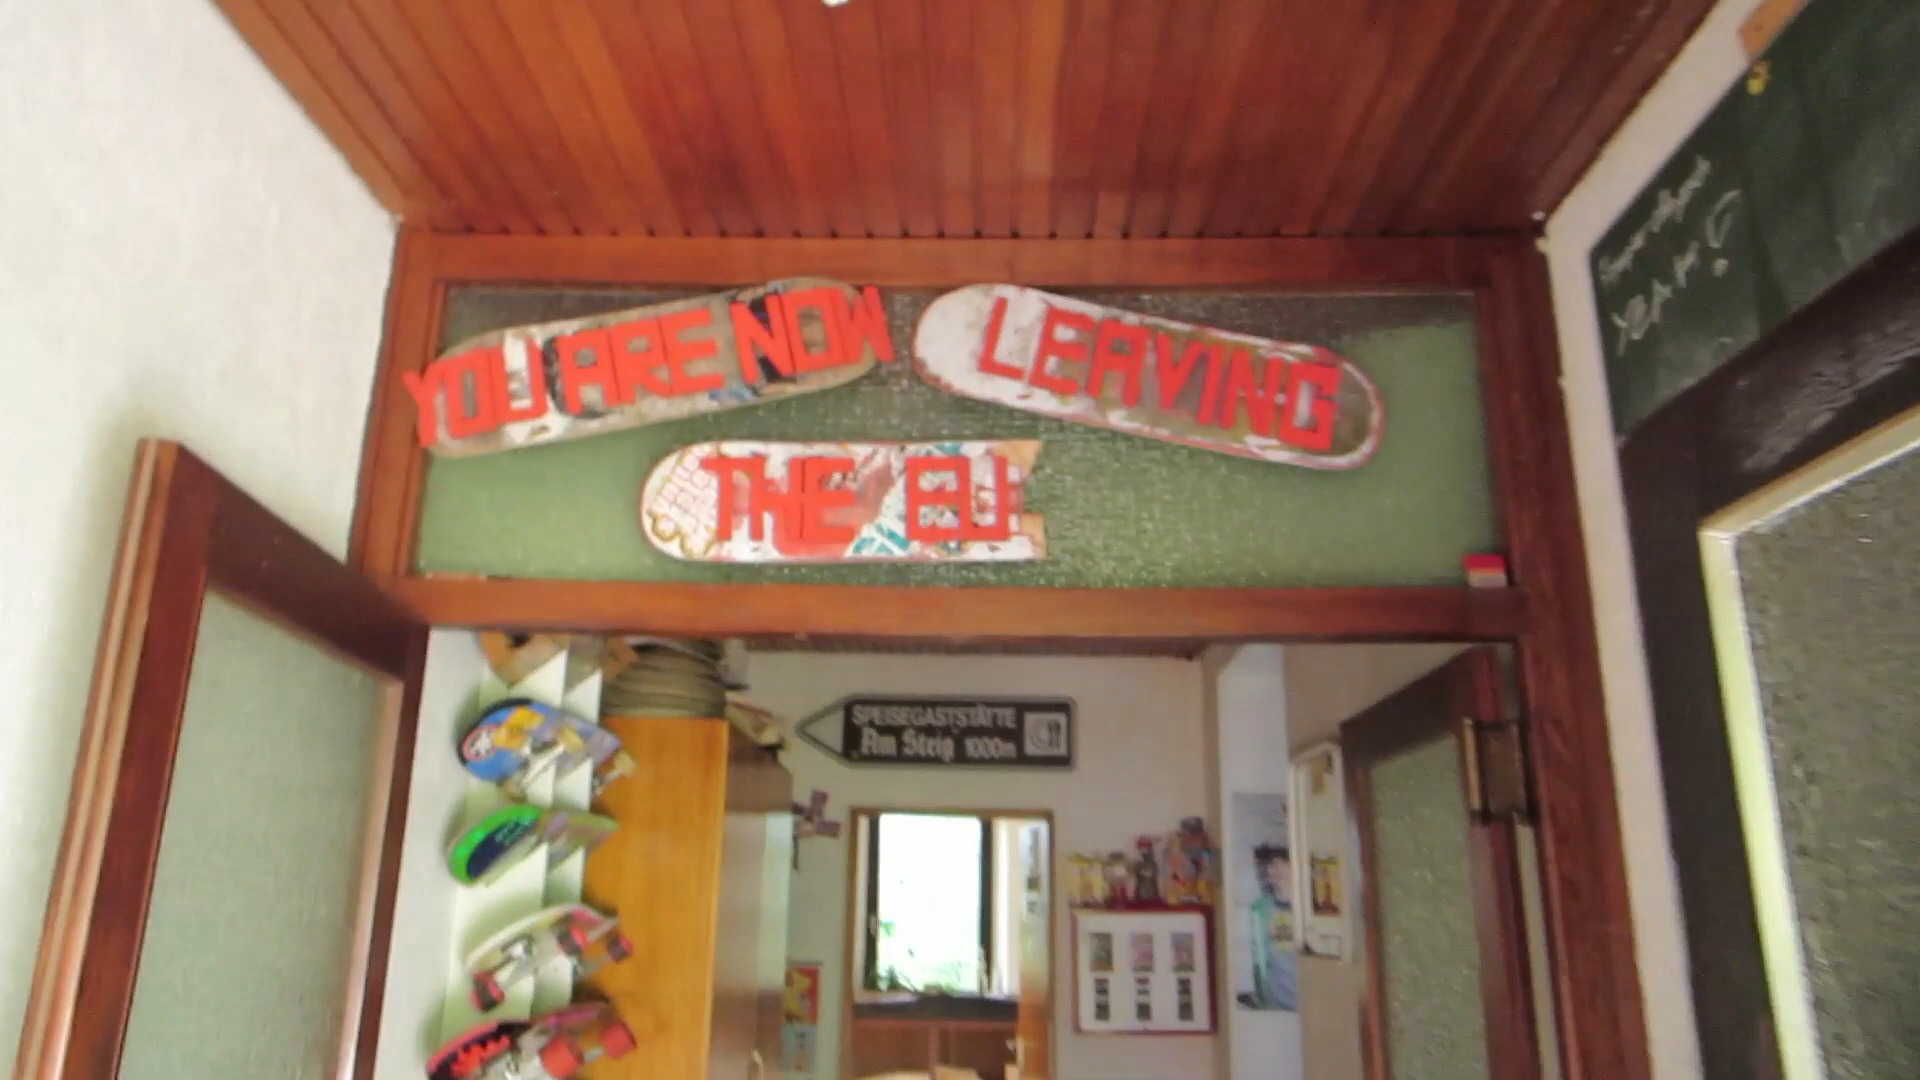 YOU ARE NOW
LEAVING
THE EU
SPEISEGASTSTÄTTE
"Am Steig 1000m